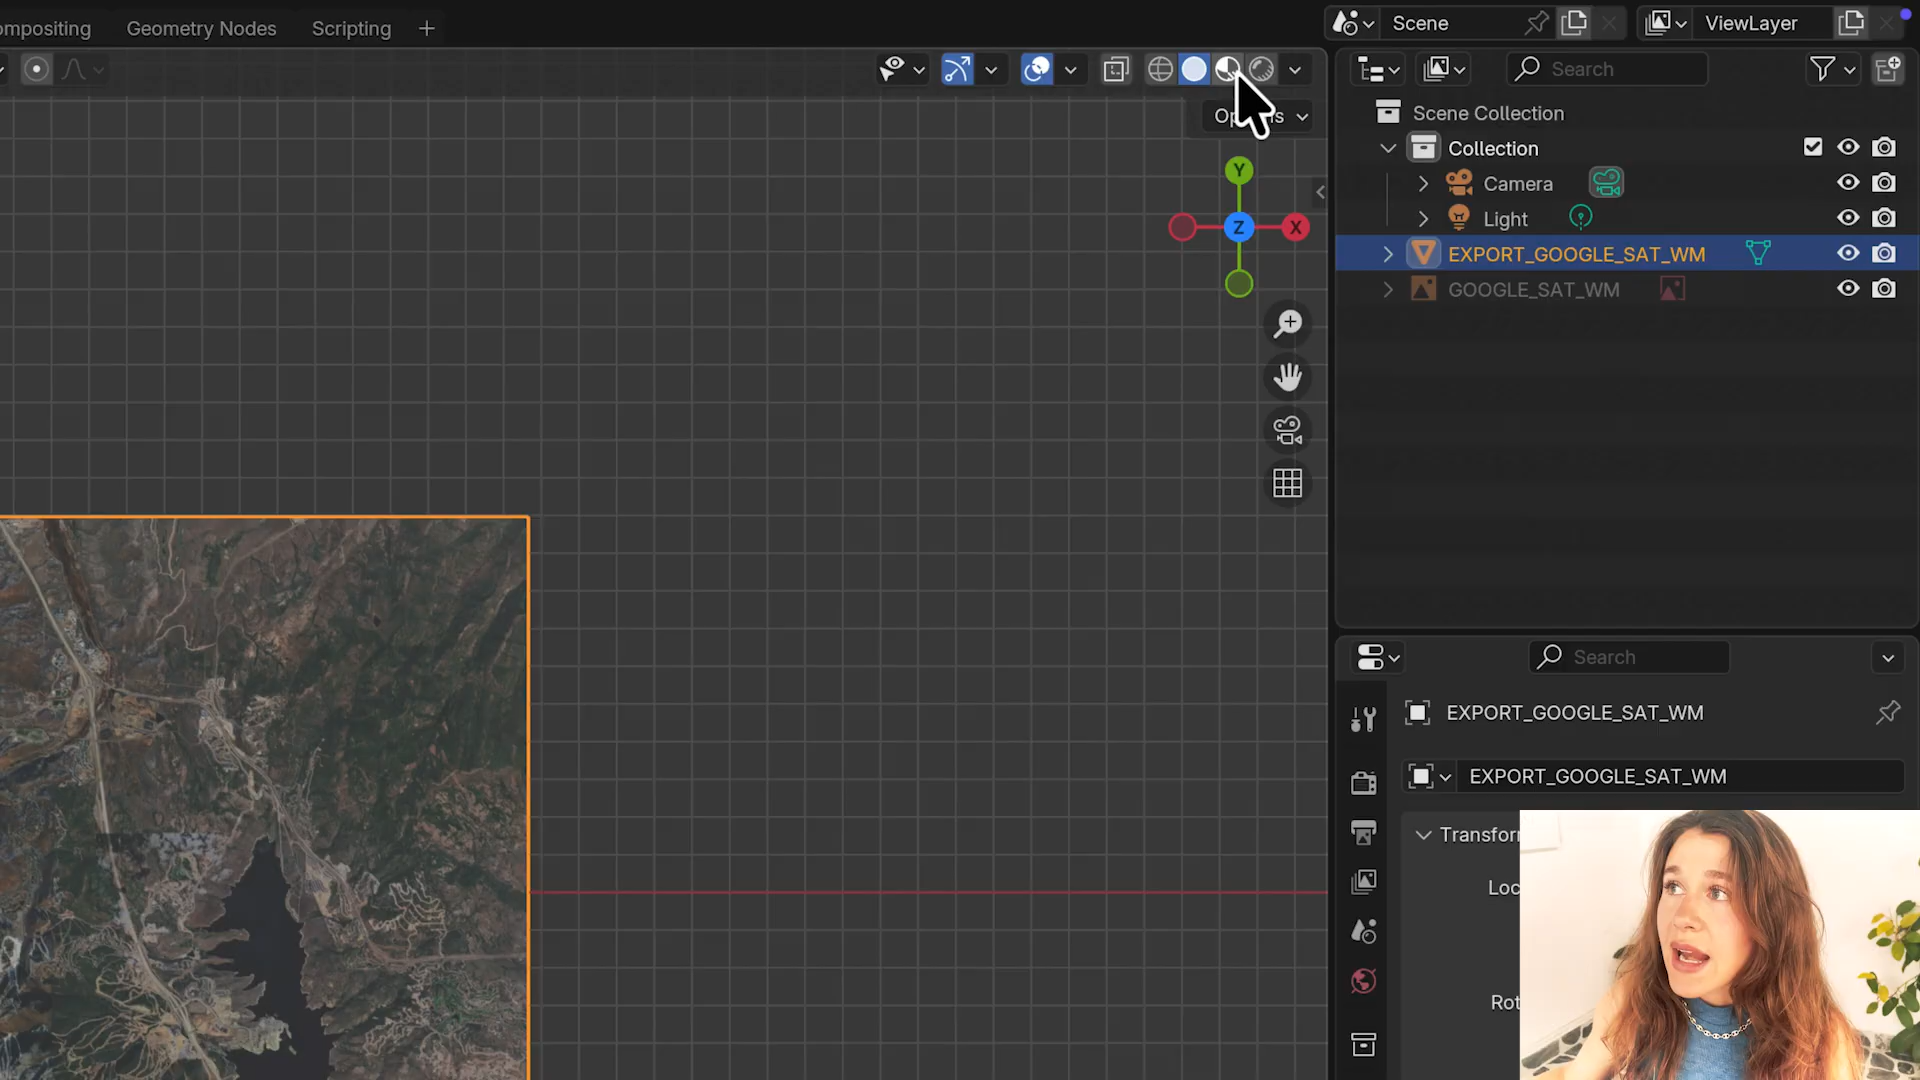 ompositing
Geometry Nodes
Scripting
Scene
ViewLayer
Search
Scene Collection
Collection
Camera
Light
EXPORT_GOOGLE_SAT_WM
GOOGLE_SAT_WM
Y
Z
X
Search
EXPORT_GOOGLE_SAT_WM
EXPORT_GOOGLE_SAT_WM
Transfor
Loc
Rot